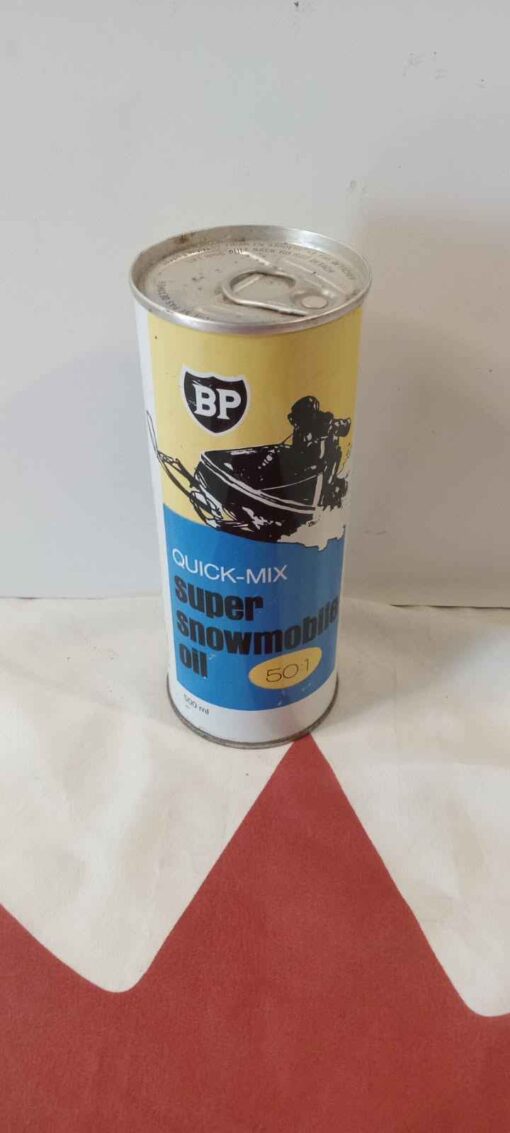 BP
QUICK-MIX
super
snowmobile
oil
50:1
500 ml